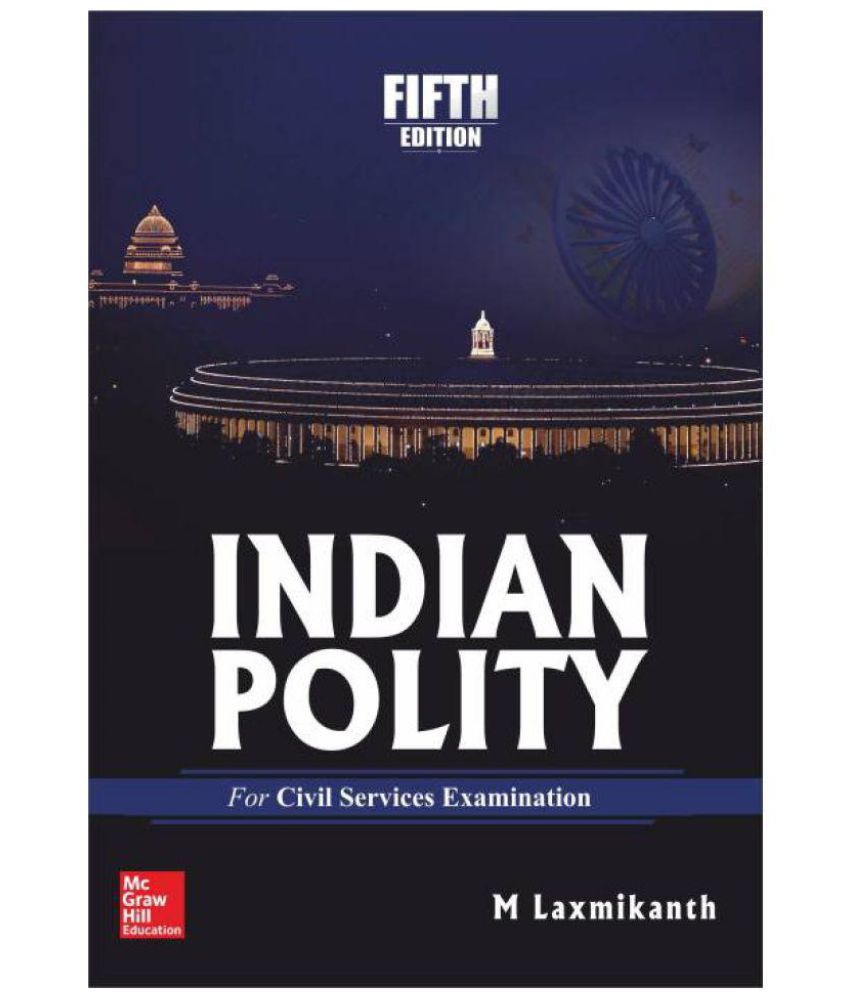 FIFTH
EDITION
INDIAN
POLITY
For Civil Services Examination
Mc
Graw
Hill
Education
M Laxmikanth